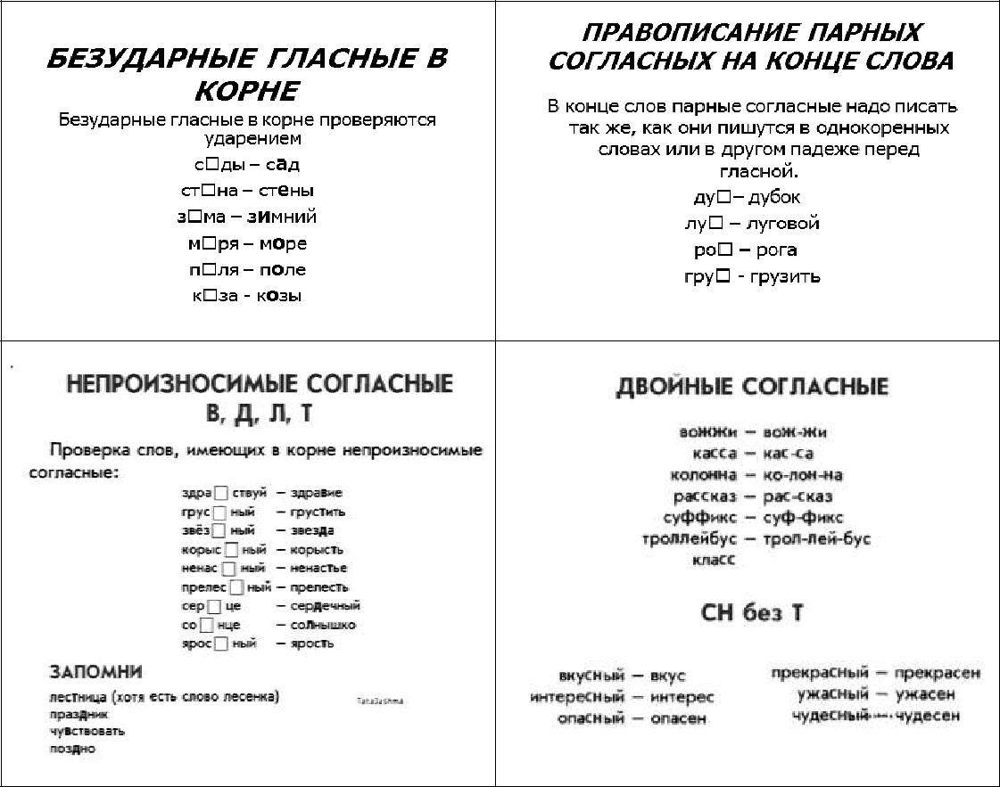 БЕЗУДАРНЫЕ ГЛАСНЫЕ В
КОРНЕ
Безударные гласные в корне проверяются
ударением
с□ды – сад
ст□на – стены
з□ма – зимний
м□ря – море
п□ля – поле
к□за - козы
ПРАВОПИСАНИЕ ПАРНЫХ
СОГЛАСНЫХ НА КОНЦЕ СЛОВА
В конце слов парные согласные надо писать
так же, как они пишутся в однокоренных
словах или в другом падеже перед
гласной.
ду□– дубок
лу□ – луговой
ро□ – рога
гру□ - грузить
НЕПРОИЗНОСИМЫЕ СОГЛАСНЫЕ
В, Д, Л, Т
Проверка слов, имеющих в корне непроизносимые
согласные:
здра□ствуй – здравие
грус□ный – грустить
звёз□ный – звезда
корыс□ный – корысть
ненас□ный – ненастье
прелес□ный – прелесть
сер□це – сердечный
со□нце – солнышко
ярос□ный – ярость
ЗАПОМНИ
лестница (хотя есть слово лесенка)
праздник
чувствовать
поздно
TataJashma
ДВОЙНЫЕ СОГЛАСНЫЕ
вожжи – вож-жи
касса – кас-са
колонна – ко-лон-на
рассказ – рас-сказ
суффикс – суф-фикс
троллейбус – трол-лей-бус
класс
СН без Т
вкусный – вкус
интересный – интерес
опасный – опасен
прекрасный – прекрасен
ужасный – ужасен
чудесный – чудесен